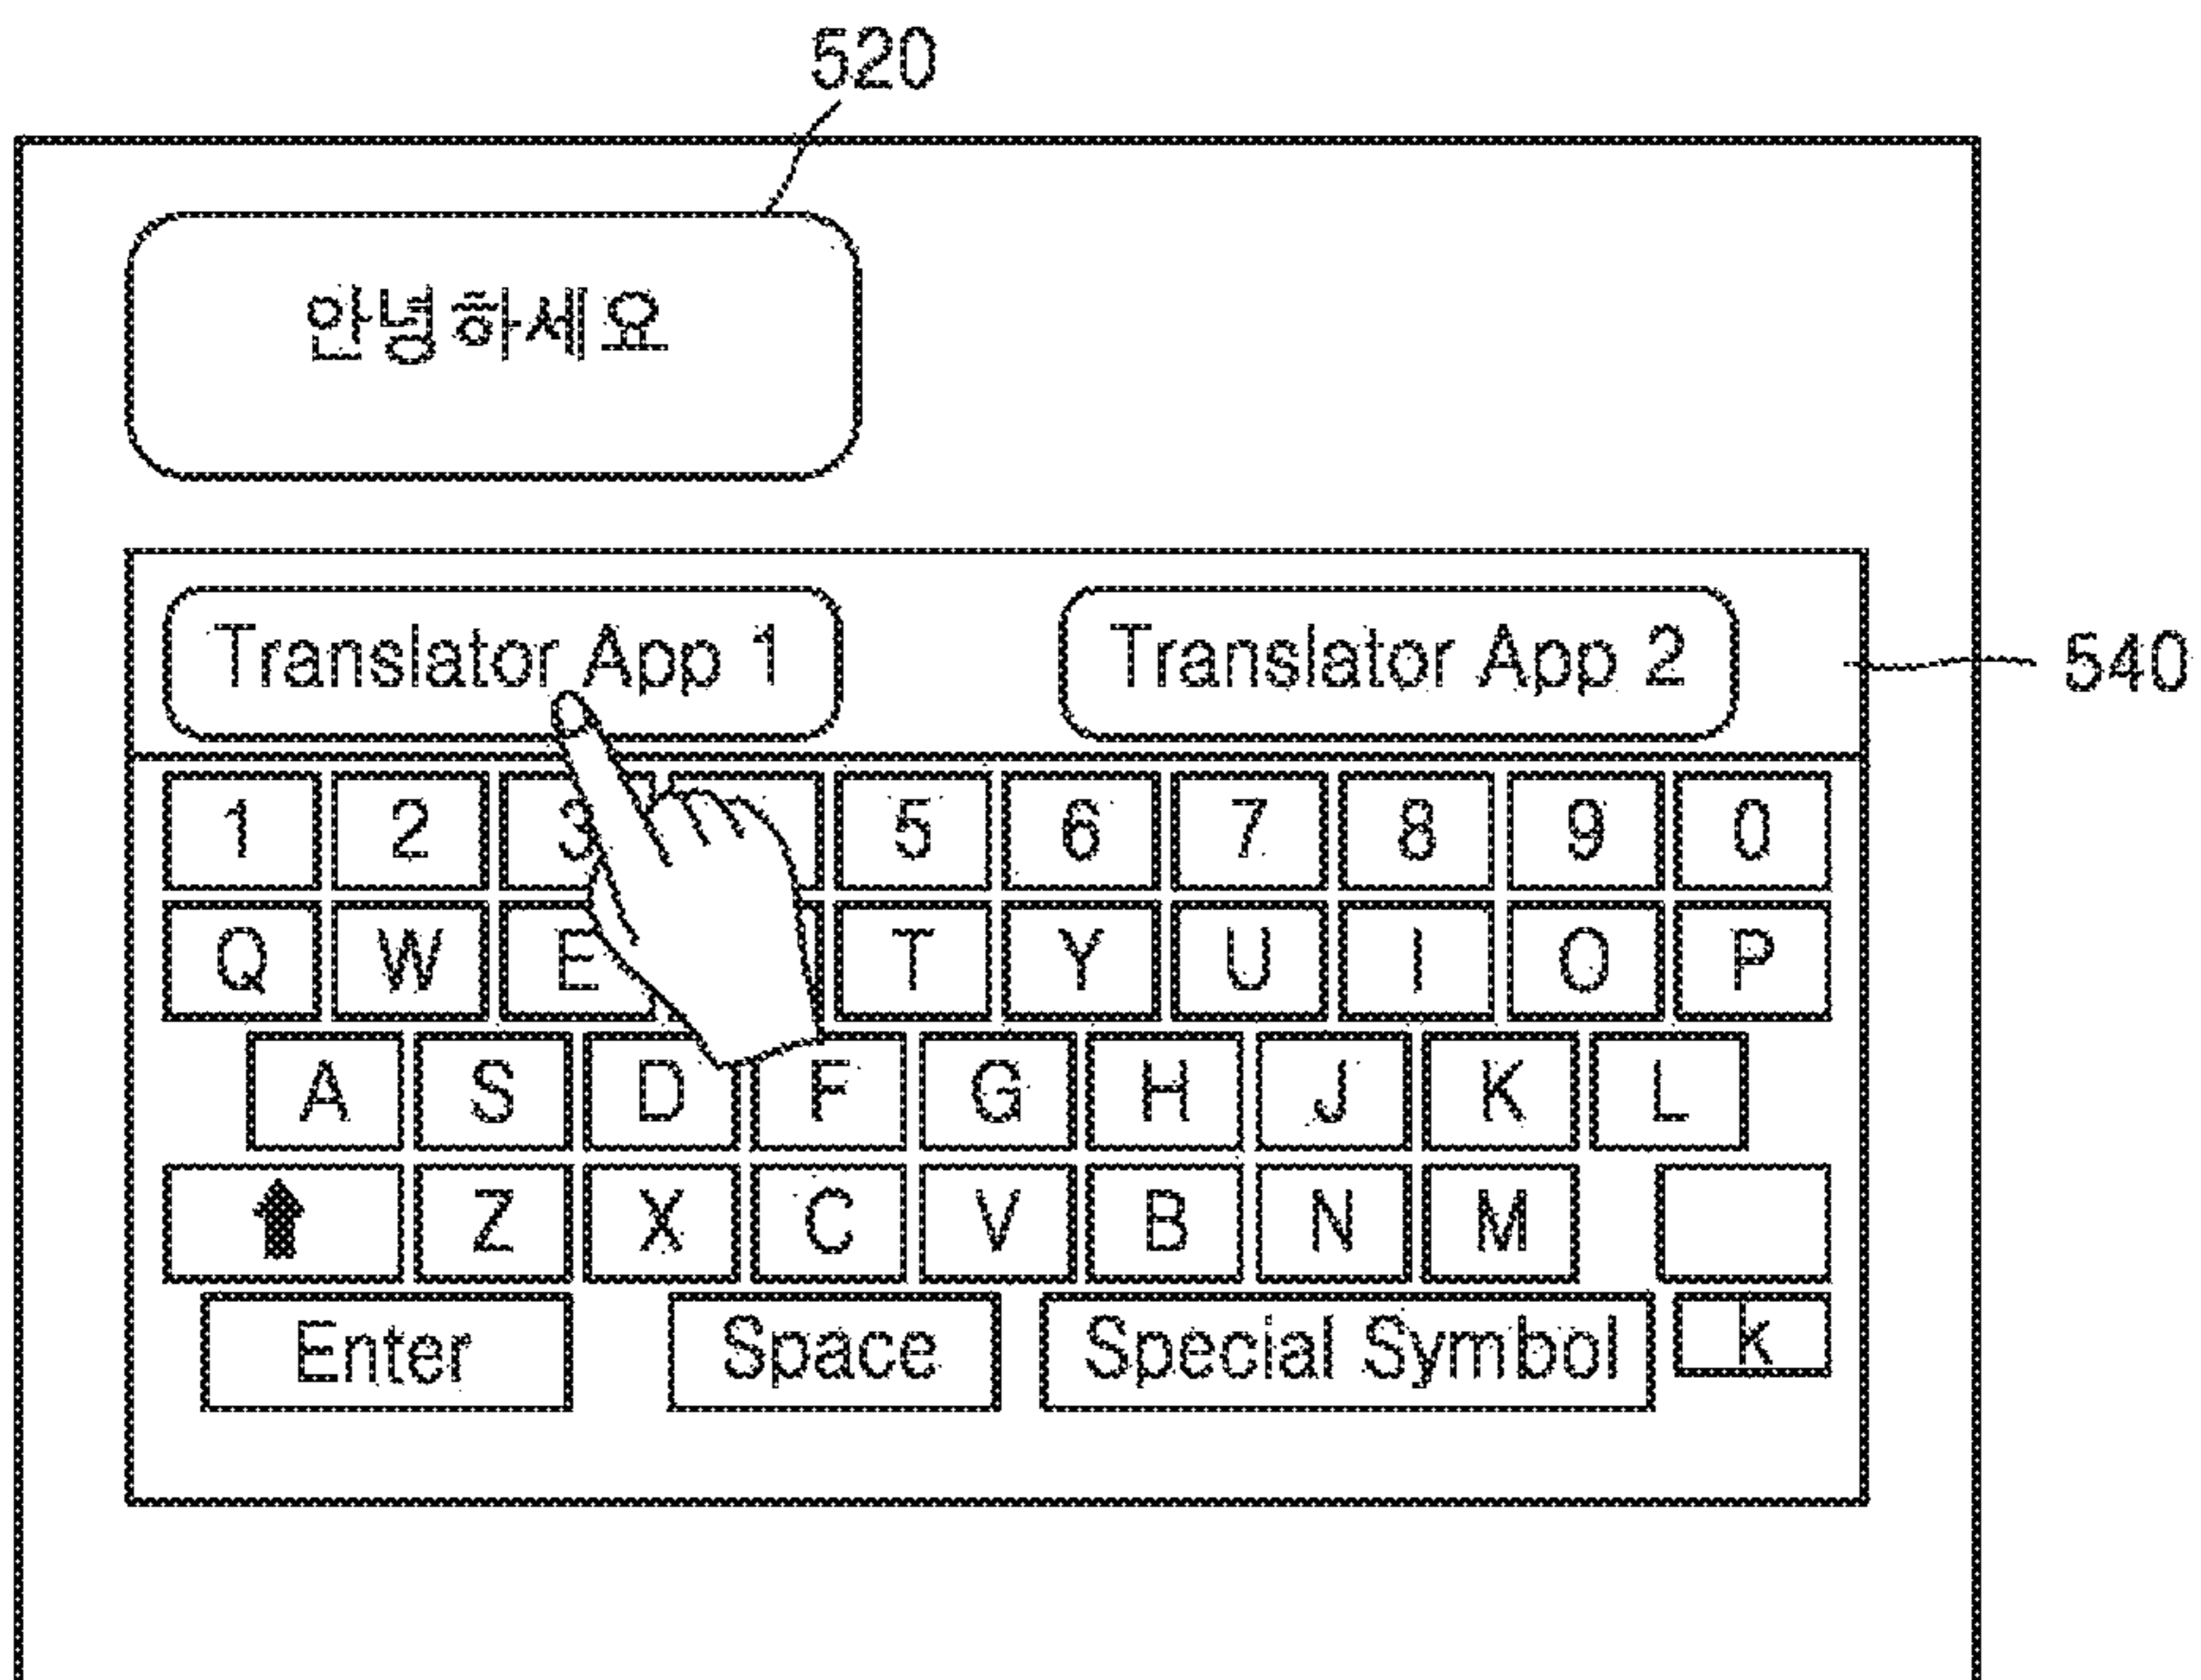 520
안녕하세요
Translator App 1 Translator App 2 540
1 2 3 5 6 7 8 9 0
Q W E T Y U I O P
A S D F G H J K L
Z X C V B N M
Enter Space Special Symbol k